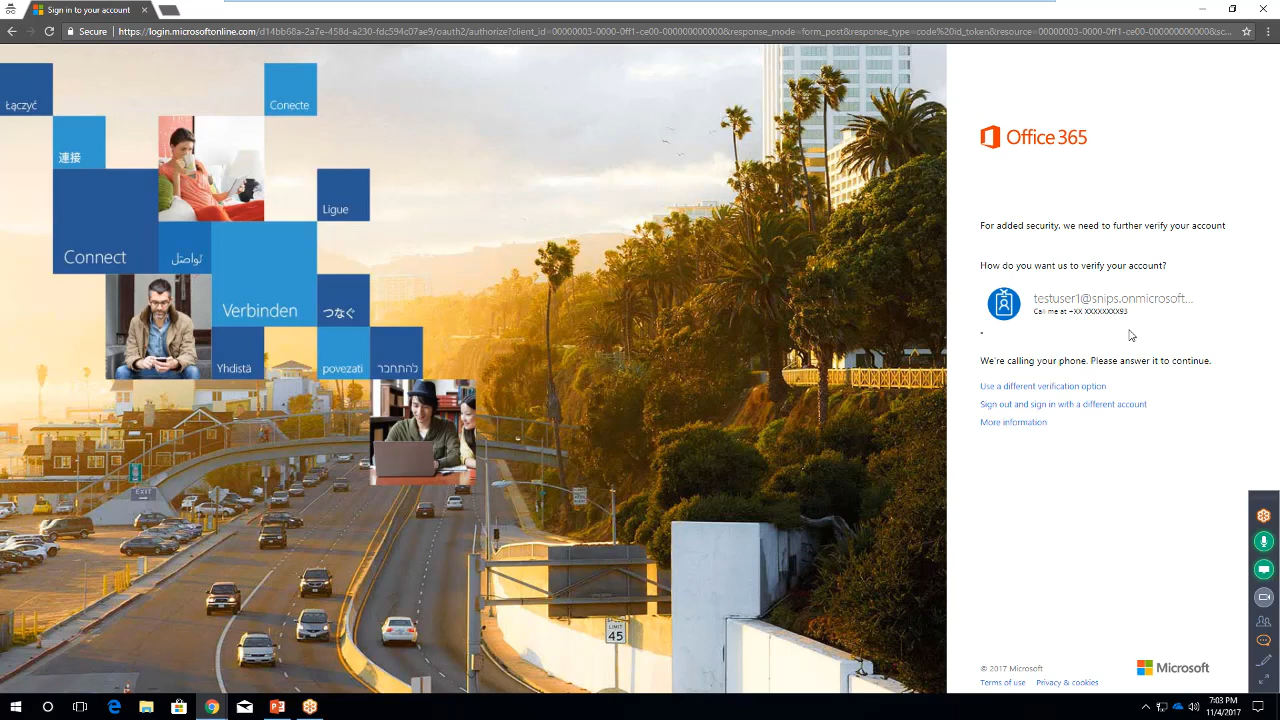 Sign in to your account
Secure
https://login.microsoftonline.com/d14bb68a-2a7e-458d-a230-fdc594c07ae9/oauth2/authorize?client_id=00000003-0000-0ff1-ce00-000000000000&response_mode=form_post&response_type=code%20id_token&resource=00000003-0000-0ff1-ce00-000000000000&sc...
Łączyć
Conecte
連接
Ligue
Connect
تواصل
Verbinden
つなぐ
Yhdistä
povezati
להתחבר
EXIT
LIMIT
45
Office 365
For added security, we need to further verify your account
How do you want us to verify your account?
testuser1@snips.onmicrosoft...
Call me at +XX XXXXXXXX93
We're calling your phone. Please answer it to continue.
Use a different verification option
Sign out and sign in with a different account
More information
© 2017 Microsoft
Terms of use
Privacy & cookies
Microsoft
7:03 PM
11/4/2017